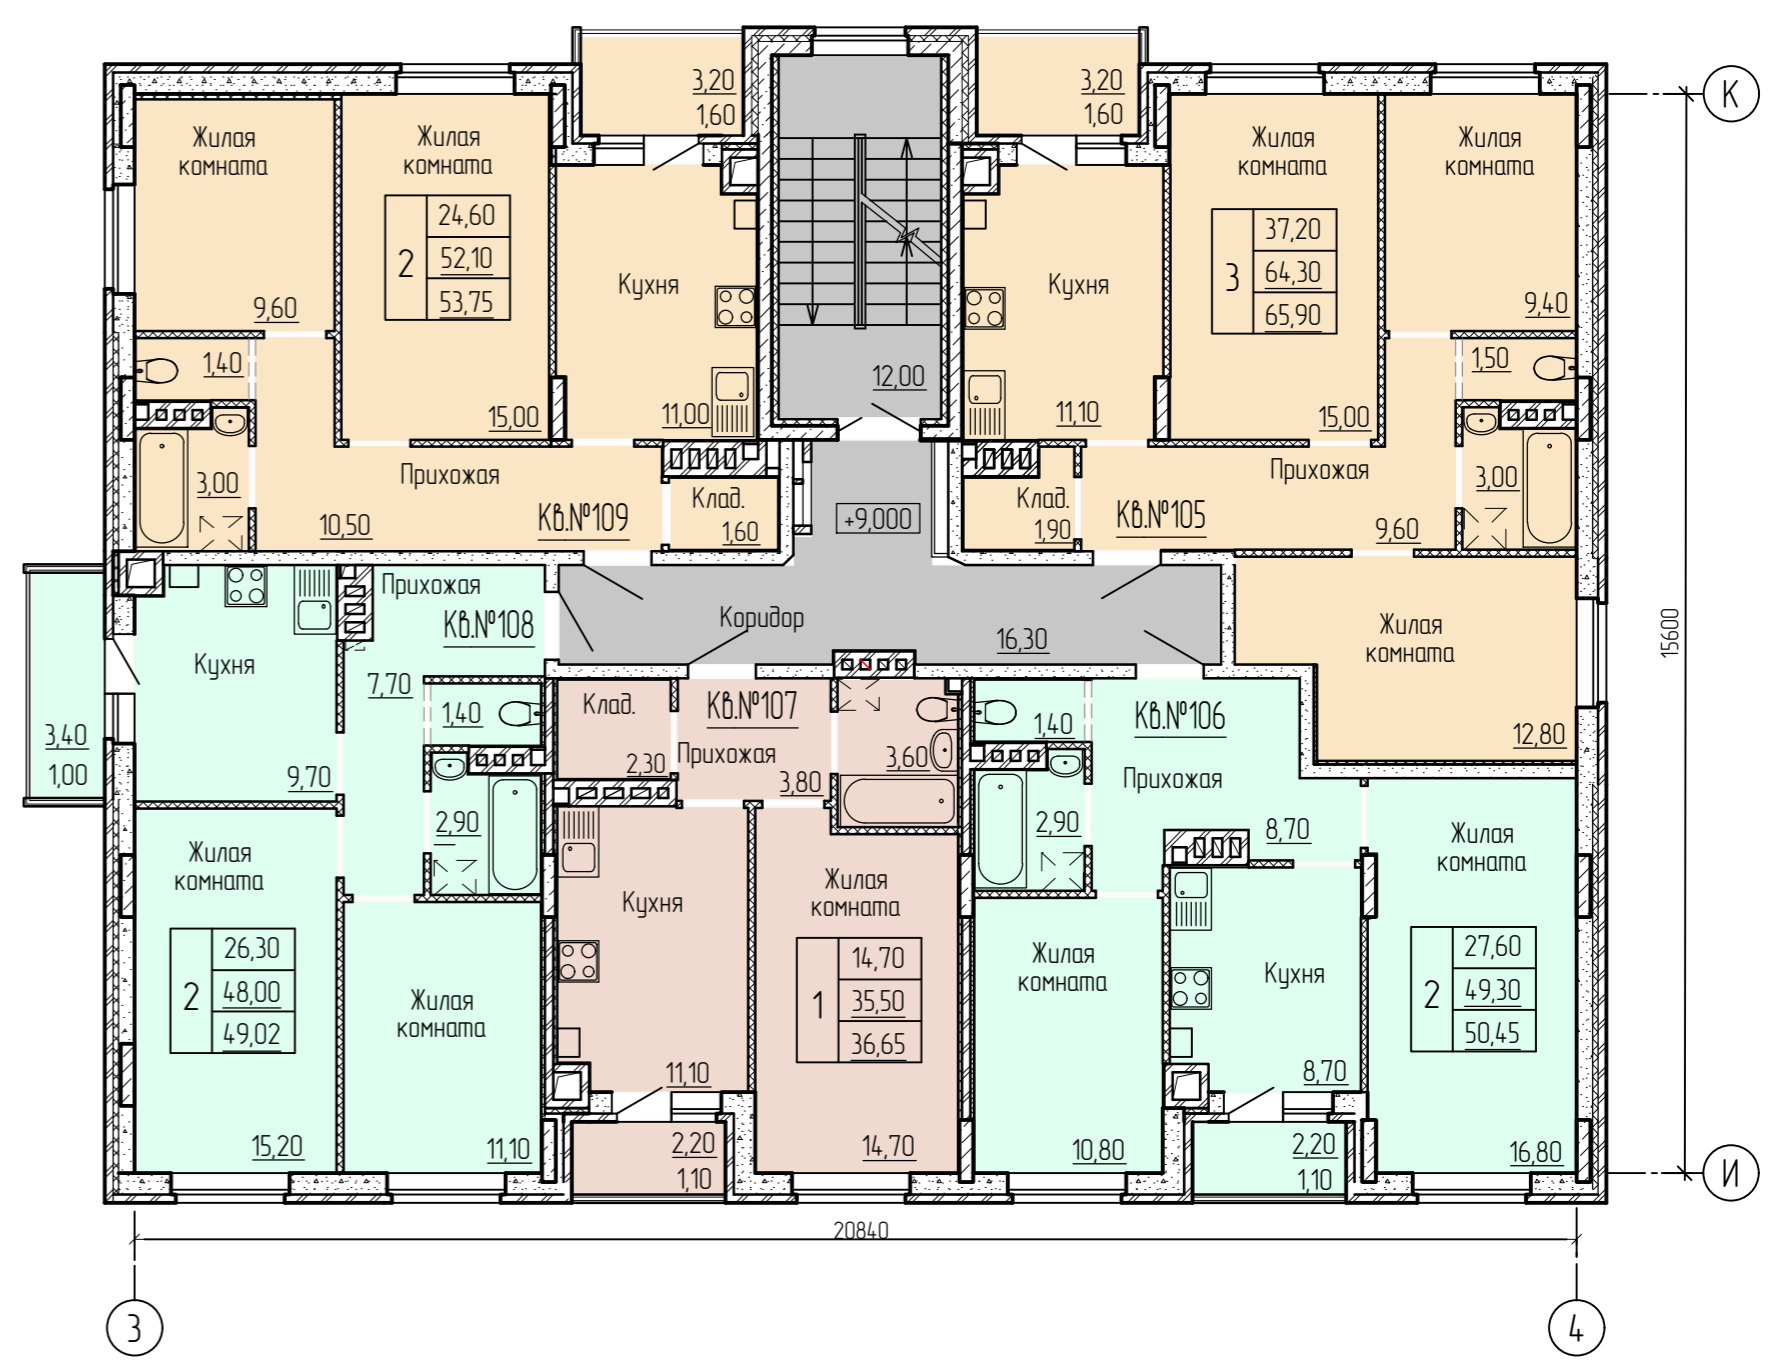 3,20
1,60
3,20
1,60
К
Жилая
комната
9,60
Жилая
комната
2
24,60
52,10
53,75
15,00
Кухня
11,00
12,00
Кухня
11,10
Жилая
комната
3
37,20
64,30
65,90
15,00
Жилая
комната
9,40
1,40
3,00
Прихожая
10,50
Кв.№109
Клад.
1,60
+9,000
Клад.
1,90
Прихожая
Кв.№105
9,60
1,50
3,00
Жилая
комната
12,80
15600
3,40
1,00
Кухня
9,70
Прихожая
Кв.№108
7,70
1,40
2,90
Коридор
16,30
Клад.
2,30
Кв.№107
Прихожая
3,80
3,60
1,40
Кв.№106
Прихожая
2,90
8,70
Жилая
комната
2
26,30
48,00
49,02
15,20
Жилая
комната
11,10
Кухня
11,10
2,20
1,10
Жилая
комната
1
14,70
35,50
36,65
14,70
Жилая
комната
10,80
Кухня
8,70
2,20
1,10
Жилая
комната
2
27,60
49,30
50,45
16,80
И
20840
3
4